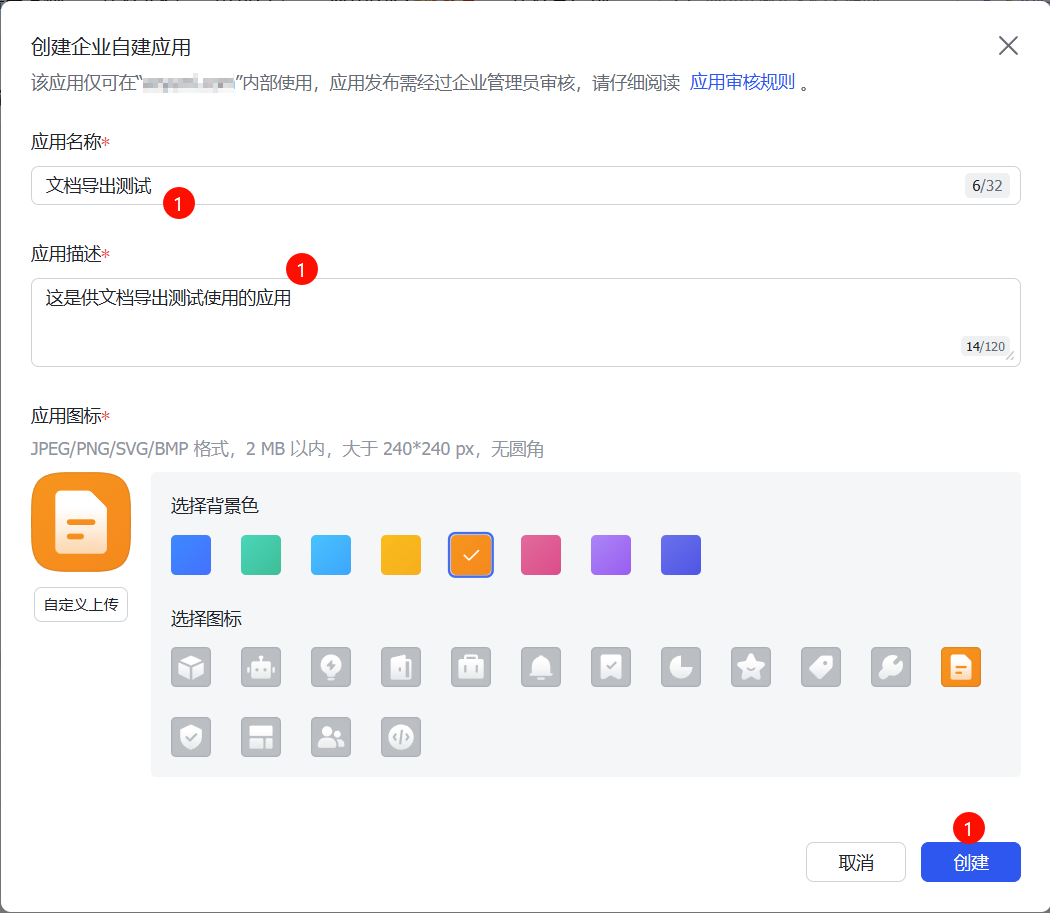 创建企业自建应用
该应用仅可在“ ”内部使用，应用发布需经过企业管理员审核，请仔细阅读 应用审核规则 。
应用名称*
文档导出测试 6/32
1
应用描述*
1
这是供文档导出测试使用的应用
14/120
应用图标*
JPEG/PNG/SVG/BMP 格式，2 MB 以内，大于 240*240 px，无圆角
选择背景色
自定义上传
选择图标
1
取消 创建